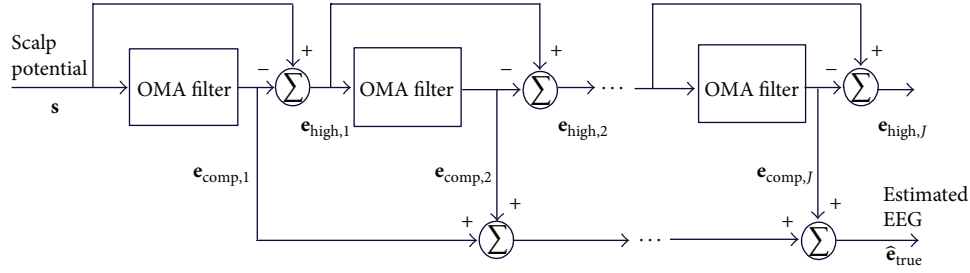 Scalp
potential
s
OMA filter
−
+
∑
e_high,1
OMA filter
−
+
∑
e_high,2
⋯
OMA filter
−
+
∑
e_high,J
e_comp,1
e_comp,2
e_comp,J
+
+
∑
⋯
+
+
∑
Estimated
EEG
ê_true